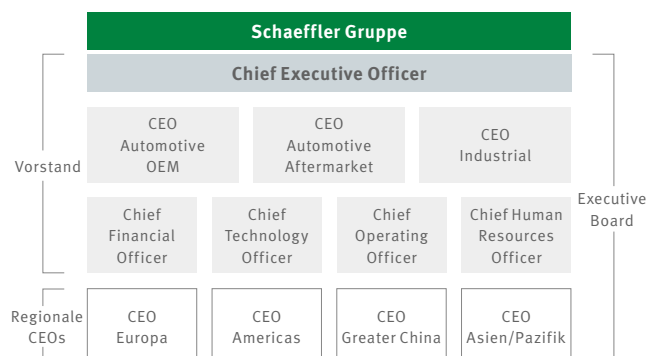 Schaeffler Gruppe
Chief Executive Officer
CEO
Automotive
OEM
CEO
Automotive
Aftermarket
CEO
Industrial
Vorstand
Chief
Financial
Officer
Chief
Technology
Officer
Chief
Operating
Officer
Chief Human
Resources
Officer
Executive
Board
Regionale
CEOs
CEO
Europa
CEO
Americas
CEO
Greater China
CEO
Asien/Pazifik